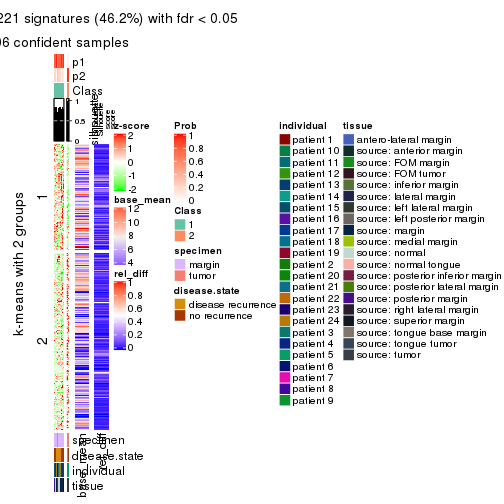 221 signatures (46.2%) with fdr < 0.05
96 confident samples
p1
p2
Class
1
0.5
0
silhouette
k-means with 2 groups
1
2
specimen
disease.state
individual
tissue
base_mean
rel_diff
z-score
2
1
0
-1
-2
base_mean
12
10
8
6
4
rel_diff
1
0.8
0.6
0.4
0.2
0
Prob
1
0.8
0.6
0.4
0.2
0
Class
1
2
specimen
margin
tumor
disease.state
disease recurrence
no recurrence
individual
patient 1
patient 10
patient 11
patient 12
patient 13
patient 14
patient 15
patient 16
patient 17
patient 18
patient 19
patient 2
patient 20
patient 21
patient 22
patient 23
patient 24
patient 3
patient 4
patient 5
patient 6
patient 7
patient 8
patient 9
tissue
antero-lateral margin
source: anterior margin
source: FOM margin
source: FOM tumor
source: inferior margin
source: lateral margin
source: left lateral margin
source: left posterior margin
source: margin
source: medial margin
source: normal
source: normal tongue
source: posterior inferior margin
source: posterior lateral margin
source: posterior margin
source: right lateral margin
source: superior margin
source: tongue base margin
source: tongue tumor
source: tumor